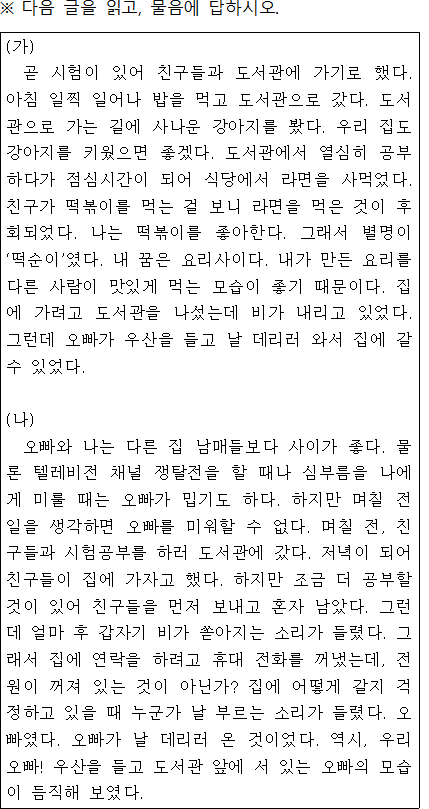 ※ 다음 글을 읽고, 물음에 답하시오.
(가)
곧 시험이 있어 친구들과 도서관에 가기로 했다.
아침 일찍 일어나 밥을 먹고 도서관으로 갔다. 도서
관으로 가는 길에 사나운 강아지를 봤다. 우리 집도
강아지를 키웠으면 좋겠다. 도서관에서 열심히 공부
하다가 점심시간이 되어 식당에서 라면을 사먹었다.
친구가 떡볶이를 먹는 걸 보니 라면을 먹은 것이 후
회되었다. 나는 떡볶이를 좋아한다. 그래서 별명이
‘떡순이’였다. 내 꿈은 요리사이다. 내가 만든 요리를
다른 사람이 맛있게 먹는 모습이 좋기 때문이다. 집
에 가려고 도서관을 나섰는데 비가 내리고 있었다.
그런데 오빠가 우산을 들고 날 데리러 와서 집에 갈
수 있었다.
(나)
오빠와 나는 다른 집 남매들보다 사이가 좋다. 물
론 텔레비전 채널 쟁탈전을 할 때나 심부름을 나에
게 미룰 때는 오빠가 밉기도 하다. 하지만 며칠 전
일을 생각하면 오빠를 미워할 수 없다. 며칠 전, 친
구들과 시험공부를 하러 도서관에 갔다. 저녁이 되어
친구들이 집에 가자고 했다. 하지만 조금 더 공부할
것이 있어 친구들을 먼저 보내고 혼자 남았다. 그런
데 얼마 후 갑자기 비가 쏟아지는 소리가 들렸다. 그
래서 집에 연락을 하려고 휴대 전화를 꺼냈는데, 전
원이 꺼져 있는 것이 아닌가? 집에 어떻게 갈지 걱
정하고 있을 때 누군가 날 부르는 소리가 들렸다. 오
빠였다. 오빠가 날 데리러 온 것이었다. 역시, 우리
오빠! 우산을 들고 도서관 앞에 서 있는 오빠의 모습
이 듬직해 보였다.